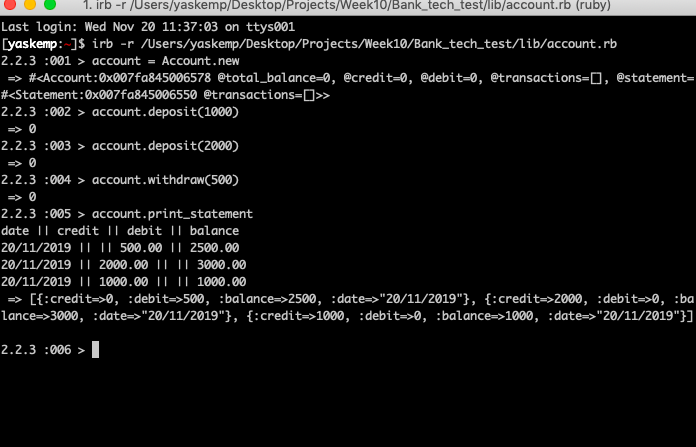 1. irb -r /Users/yaskemp/Desktop/Projects/Week10/Bank_tech_test/lib/account.rb (ruby)
Last login: Wed Nov 20 11:37:03 on ttys001
[yaskemp:~]$ irb -r /Users/yaskemp/Desktop/Projects/Week10/Bank_tech_test/lib/account.rb
2.2.3 :001 > account = Account.new
 => #<Account:0x007fa845006578 @total_balance=0, @credit=0, @debit=0, @transactions=[], @statement=
#<Statement:0x007fa845006550 @transactions=[]>>
2.2.3 :002 > account.deposit(1000)
 => 0
2.2.3 :003 > account.deposit(2000)
 => 0
2.2.3 :004 > account.withdraw(500)
 => 0
2.2.3 :005 > account.print_statement
date || credit || debit || balance
20/11/2019 || || 500.00 || 2500.00
20/11/2019 || 2000.00 || || 3000.00
20/11/2019 || 1000.00 || || 1000.00
 => [{:credit=>0, :debit=>500, :balance=>2500, :date=>"20/11/2019"}, {:credit=>2000, :debit=>0, :ba
lance=>3000, :date=>"20/11/2019"}, {:credit=>1000, :debit=>0, :balance=>1000, :date=>"20/11/2019"}]
2.2.3 :006 >